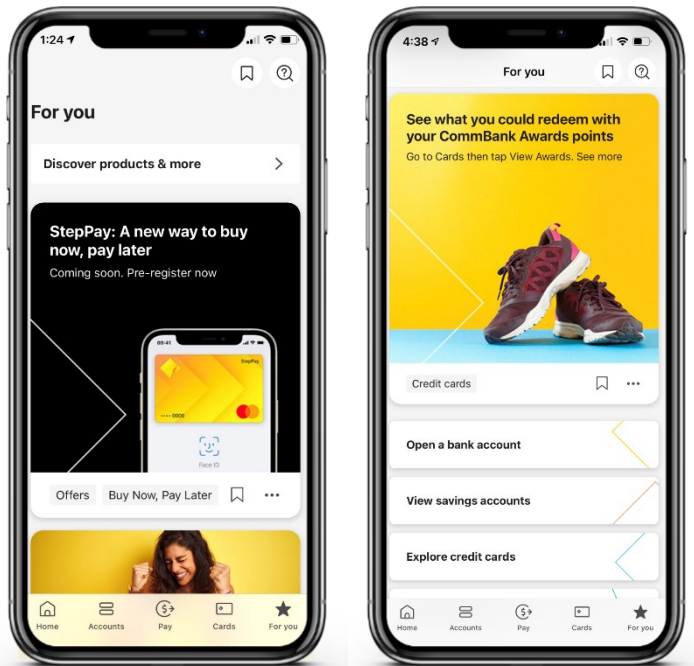 1:24
For you
Discover products & more
StepPay: A new way to buy
now, pay later
Coming soon. Pre-register now
09:41
StepPay
•••• 0000
Face ID
Offers
Buy Now, Pay Later
Home
Accounts
Pay
Cards
For you
4:38
For you
See what you could redeem with
your CommBank Awards points
Go to Cards then tap View Awards. See more
Credit cards
Open a bank account
View savings accounts
Explore credit cards
Home
Accounts
Pay
Cards
For you